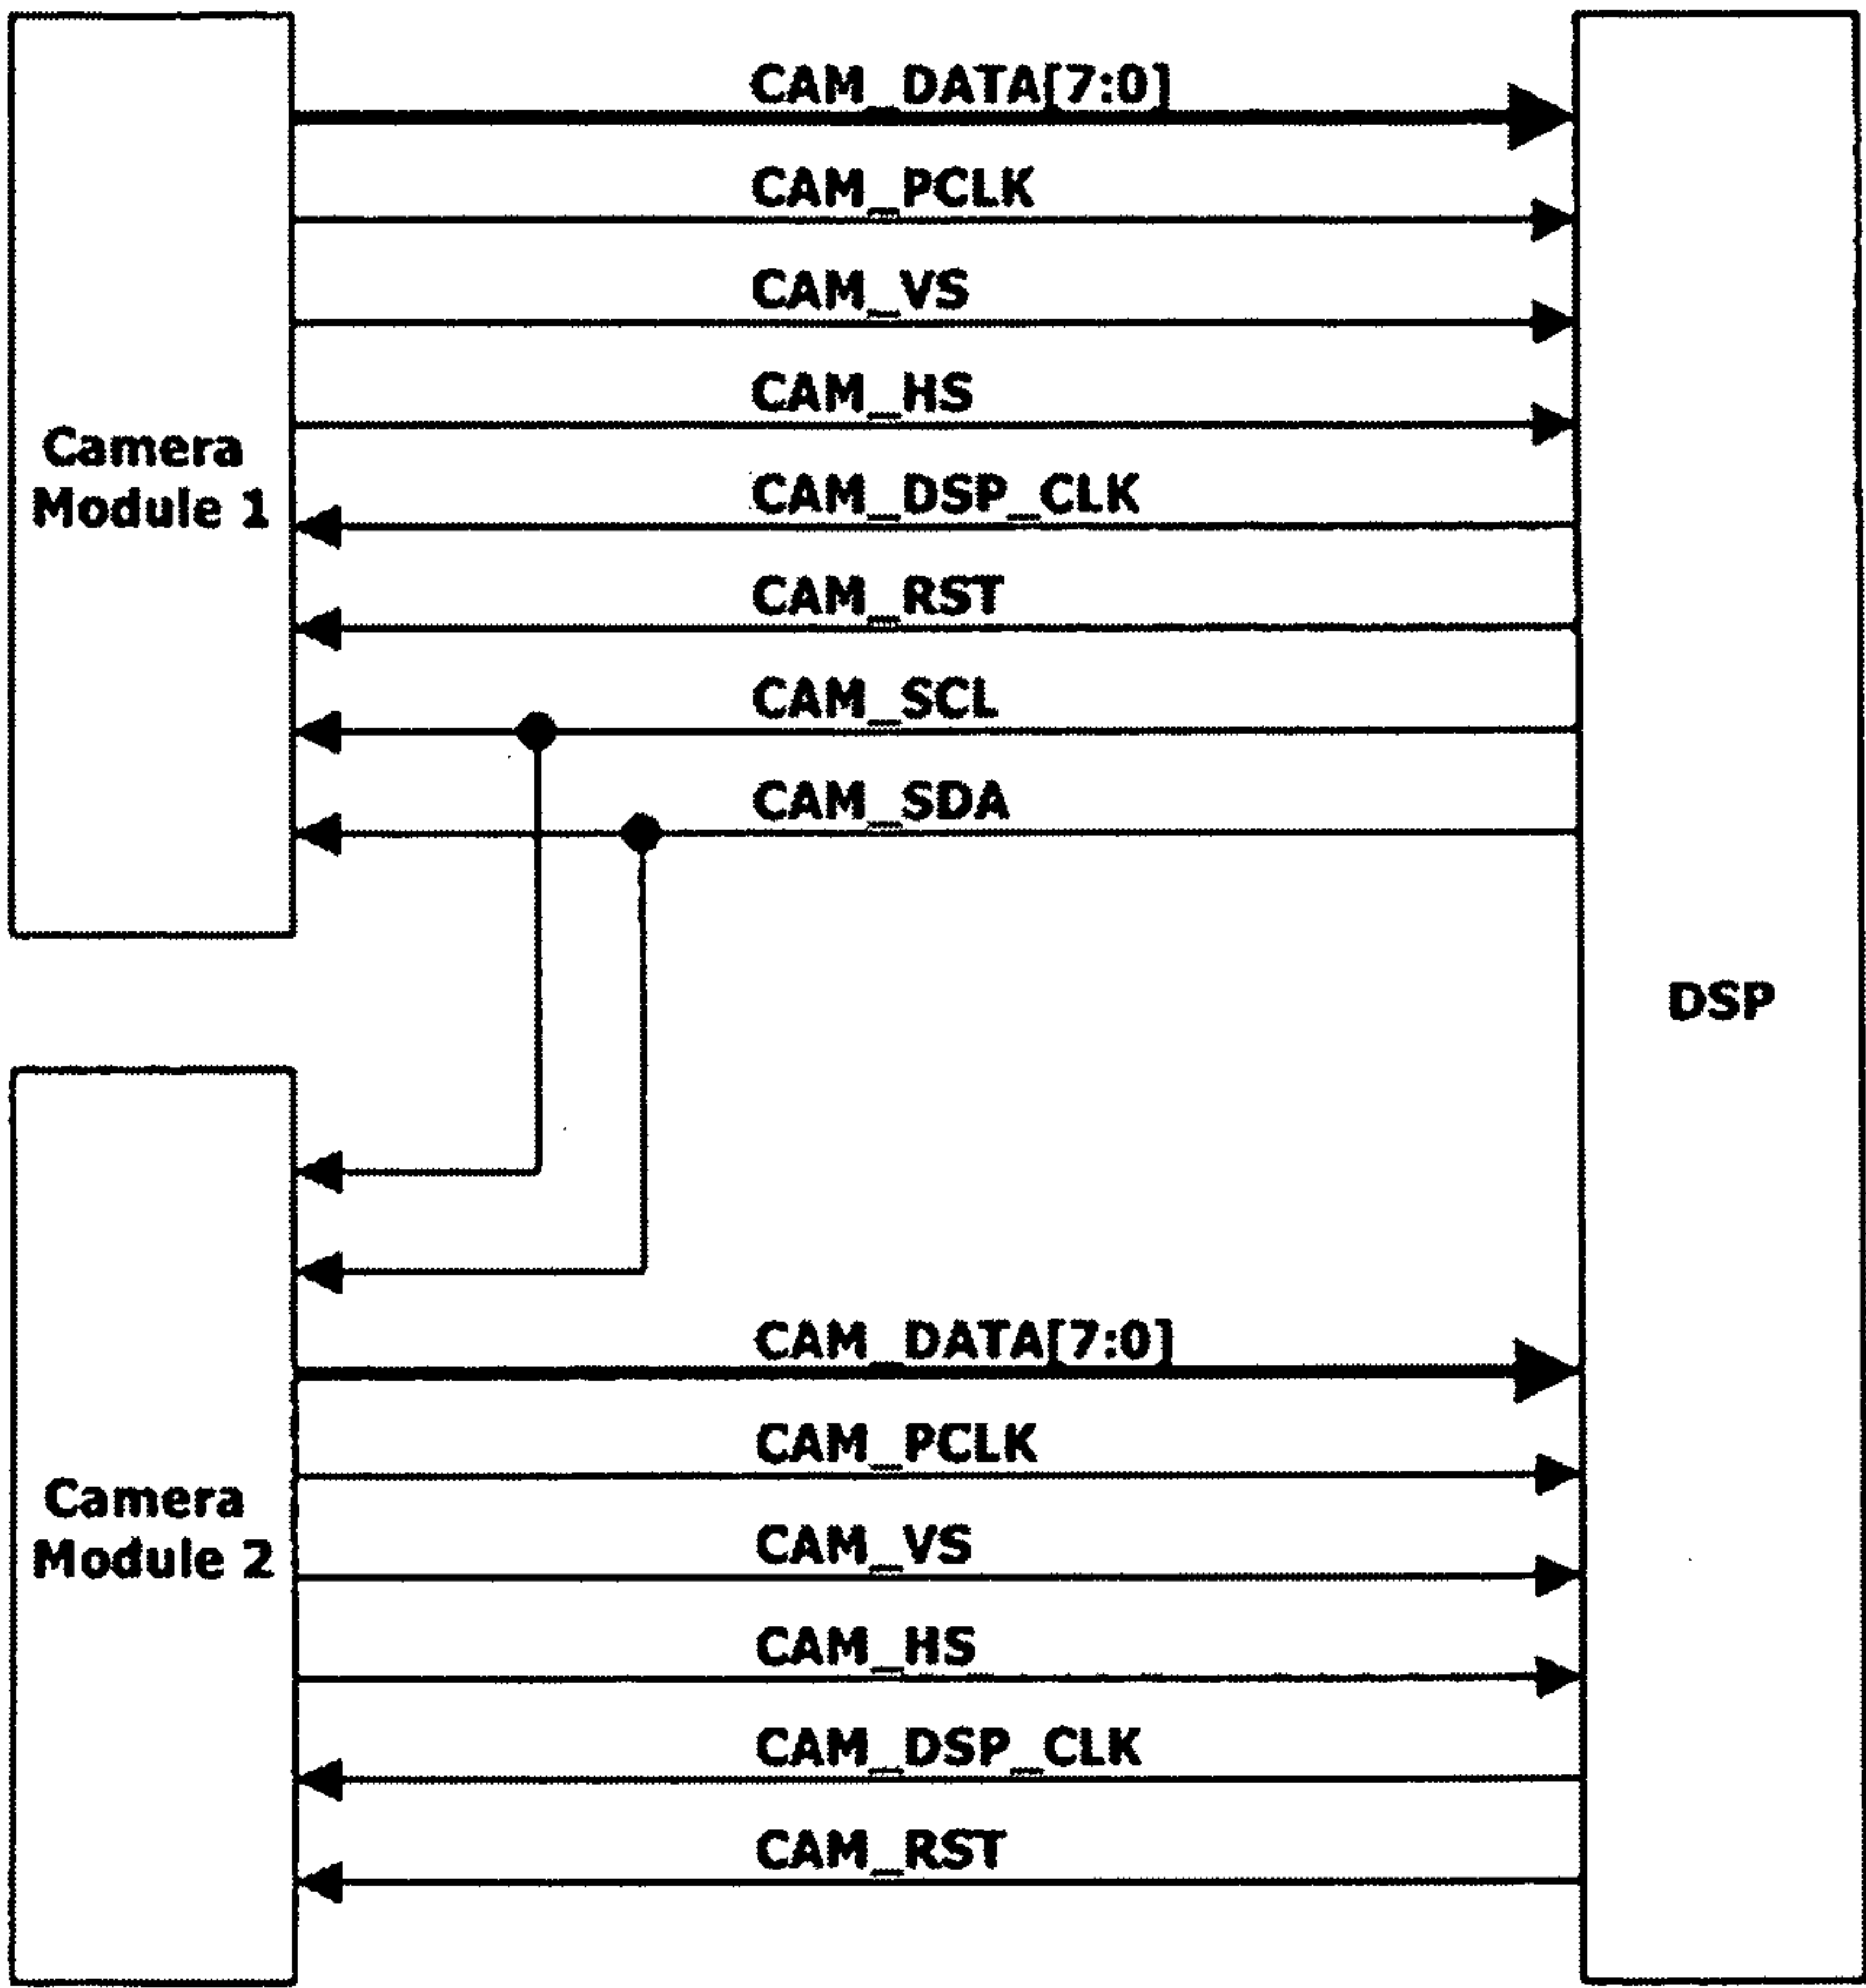 CAM_DATA[7:0]
CAM_PCLK
CAM_VS
CAM_HS
Camera
Module 1
CAM_DSP_CLK
CAM_RST
CAM_SCL
CAM_SDA
DSP
CAM_DATA[7:0]
CAM_PCLK
Camera
Module 2
CAM_VS
CAM_HS
CAM_DSP_CLK
CAM_RST